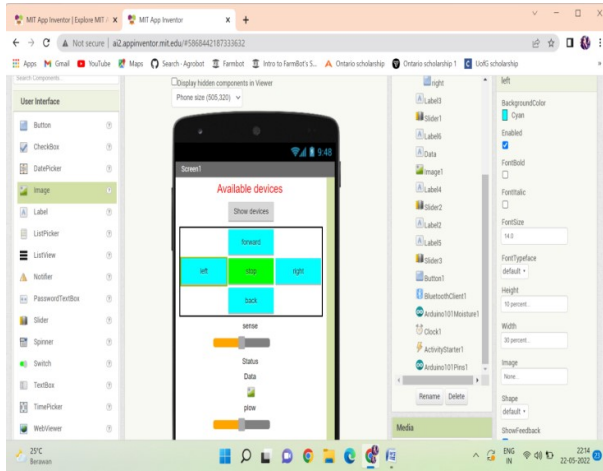 MIT App Inventor | Explore MIT A
MIT App Inventor
Not secure | ai2.appinventor.mit.edu/#5868442187333632
Apps
Gmail
YouTube
Maps
Search - Agrobot
Farmbot
Intro to FarmBot's S...
Ontario scholarship
Ontario scholarship 1
UofG scholarship
Search Components...
User Interface
Button
CheckBox
DatePicker
Image
Label
ListPicker
ListView
Notifier
PasswordTextBox
Slider
Spinner
Switch
TextBox
TimePicker
WebViewer
Display hidden components in Viewer
Phone size (505,320)
9:48
Screen1
Available devices
Show devices
forward
left
stop
right
back
sense
Status
Data
plow
right
Label3
Slider1
Label6
Data
Image1
Label4
Slider2
Label2
Label5
Slider3
Button1
BluetoothClient1
Arduino101Moisture1
Clock1
ActivityStarter1
Arduino101Pins1
Rename
Delete
Media
left
BackgroundColor
Cyan
Enabled
FontBold
FontItalic
FontSize
14.0
FontTypeface
default
Height
10 percent...
Width
30 percent...
Image
None...
Shape
default
ShowFeedback
25°C
Berawan
ENG
IN
22:14
22-05-2022